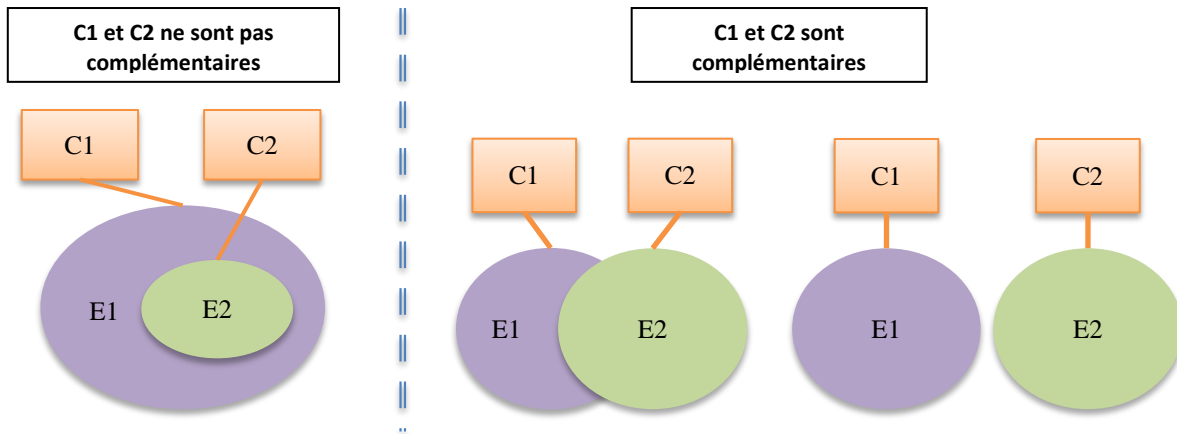 C1 et C2 ne sont pas
complémentaires
C1 et C2 sont
complémentaires
C1
C2
E1
E2
C1
C2
C1
C2
E1
E2
E1
E2